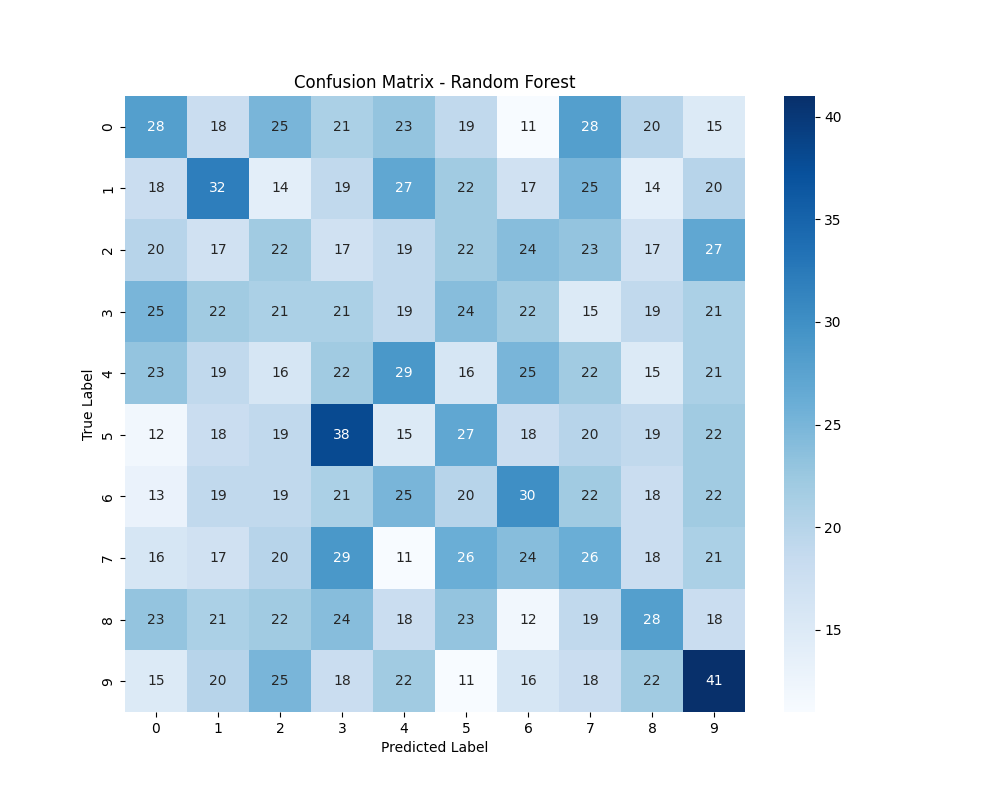 Confusion Matrix - Random Forest
0 28 18 25 21 23 19 11 28 20 15
1 18 32 14 19 27 22 17 25 14 20
2 20 17 22 17 19 22 24 23 17 27
3 25 22 21 21 19 24 22 15 19 21
4 23 19 16 22 29 16 25 22 15 21
5 12 18 19 38 15 27 18 20 19 22
6 13 19 19 21 25 20 30 22 18 22
7 16 17 20 29 11 26 24 26 18 21
8 23 21 22 24 18 23 12 19 28 18
9 15 20 25 18 22 11 16 18 22 41
0 1 2 3 4 5 6 7 8 9
Predicted Label
True Label
40
35
30
25
20
15